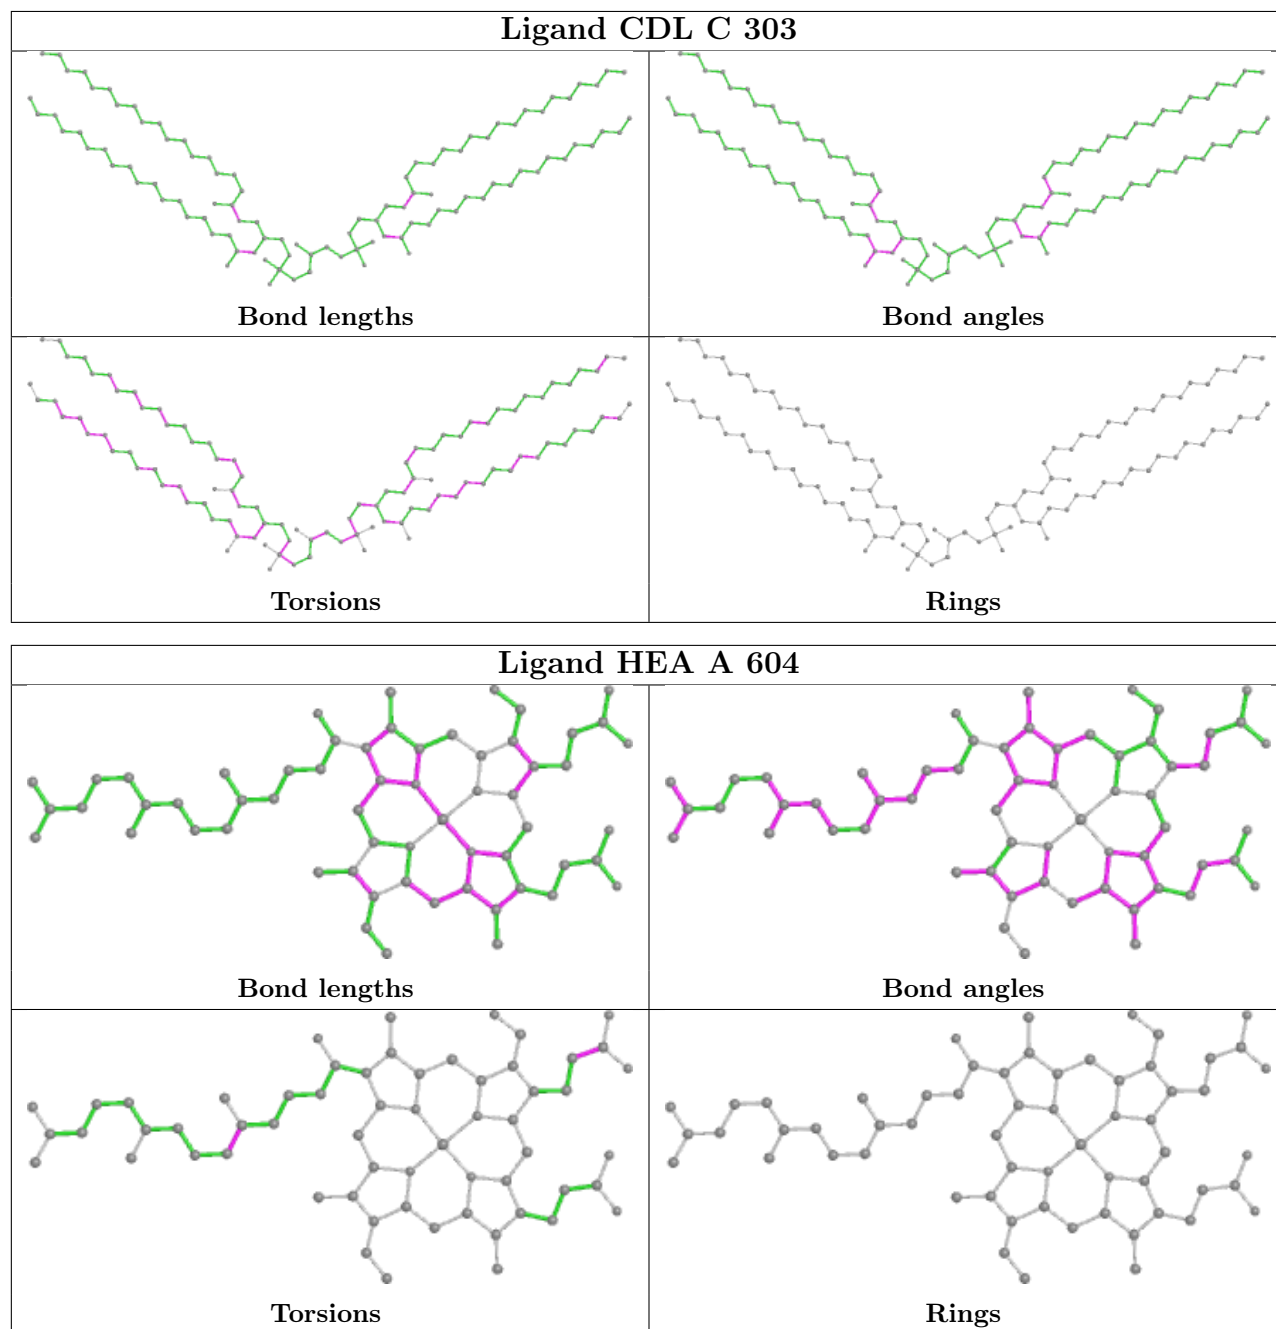 Ligand CDL C 303
Bond lengths
Bond angles
Torsions
Rings
Ligand HEA A 604
Bond lengths
Bond angles
Torsions
Rings